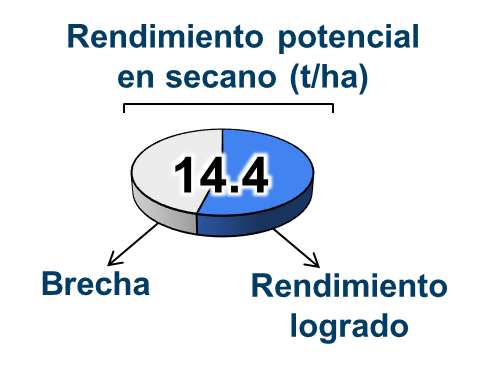 Rendimiento potencial
en secano (t/ha)
14.4
Brecha
Rendimiento
logrado